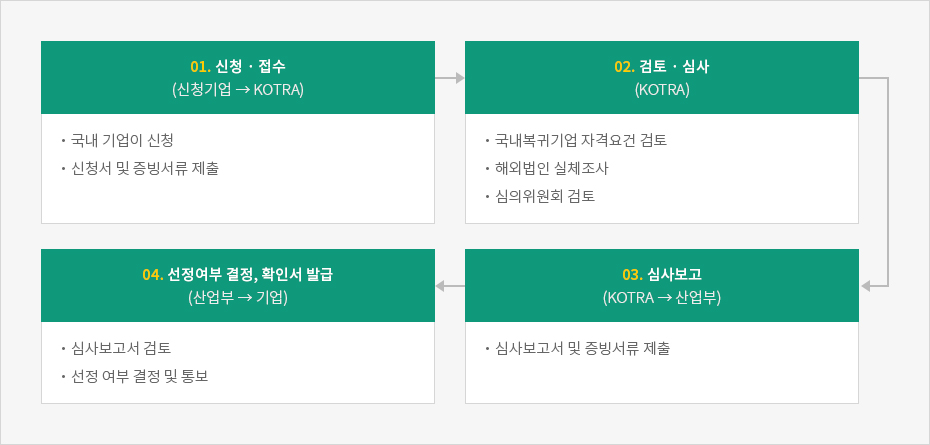 01. 신청 · 접수
(신청기업 → KOTRA)
• 국내 기업이 신청
• 신청서 및 증빙서류 제출
02. 검토 · 심사
(KOTRA)
• 국내복귀기업 자격요건 검토
• 해외법인 실체조사
• 심의위원회 검토
03. 심사보고
(KOTRA → 산업부)
• 심사보고서 및 증빙서류 제출
04. 선정여부 결정, 확인서 발급
(산업부 → 기업)
• 심사보고서 검토
• 선정 여부 결정 및 통보